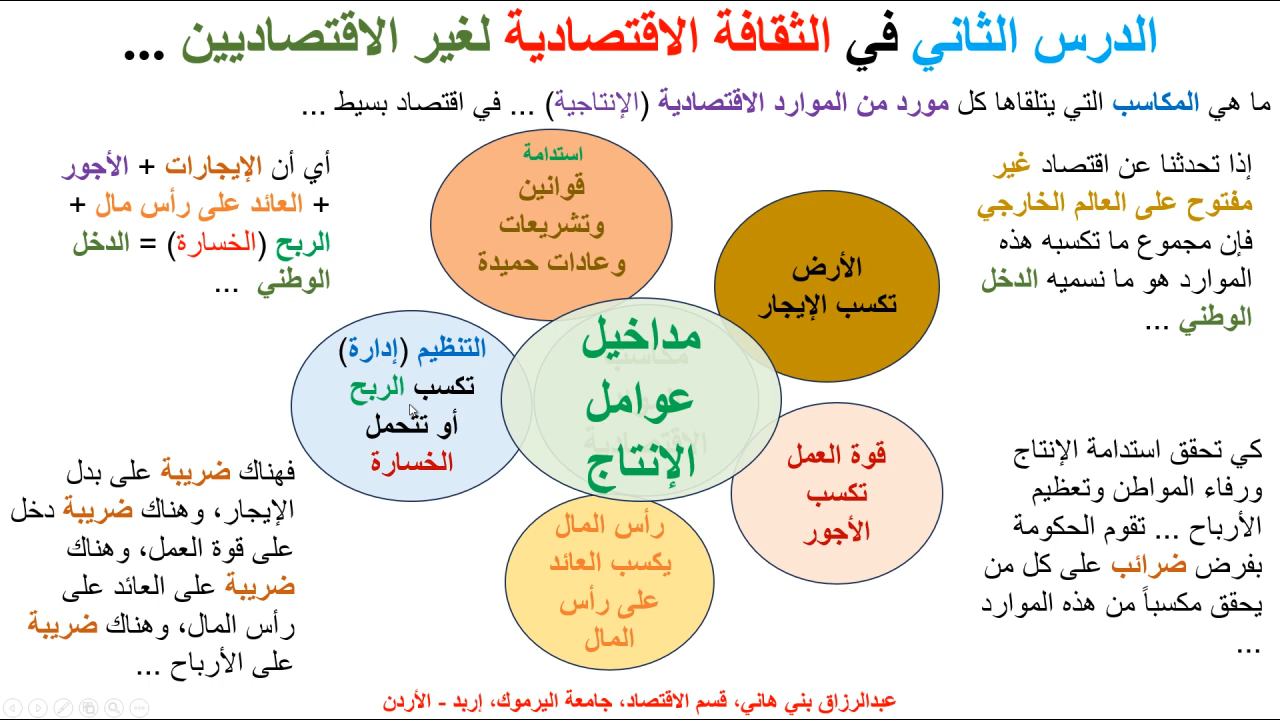 الدرس الثاني في الثقافة الاقتصادية لغير الاقتصاديين ...
ما هي المكاسب التي يتلقاها كل مورد من الموارد الاقتصادية (الإنتاجية) ... في اقتصاد بسيط ...
إذا تحدثنا عن اقتصاد غير
مفتوح على العالم الخارجي
فإن مجموع ما تكسبه هذه
الموارد هو ما نسميه الدخل
الوطني ...
استدامة
قوانين
وتشريعات
وعادات حميدة
أي أن الإيجارات + الأجور
+ العائد على رأس مال +
الربح (الخسارة) = الدخل
الوطني ...
الأرض
تكسب الإيجار
مداخيل
عوامل
الإنتاج
التنظيم (إدارة)
تكسب الربح
أو تتحمل
الخسارة
قوة العمل
تكسب
الأجور
رأس المال
يكسب العائد
على رأس
المال
كي تحقق استدامة الإنتاج
ورفاء المواطن وتعظيم
الأرباح ... تقوم الحكومة
بفرض ضرائب على كل من
يحقق مكسباً من هذه الموارد
...
فهناك ضريبة على بدل
الإيجار، وهناك ضريبة دخل
على قوة العمل، وهناك
ضريبة على العائد على
رأس المال، وهناك ضريبة
على الأرباح ...
عبدالرزاق بني هاني، قسم الاقتصاد، جامعة اليرموك، إربد - الأردن